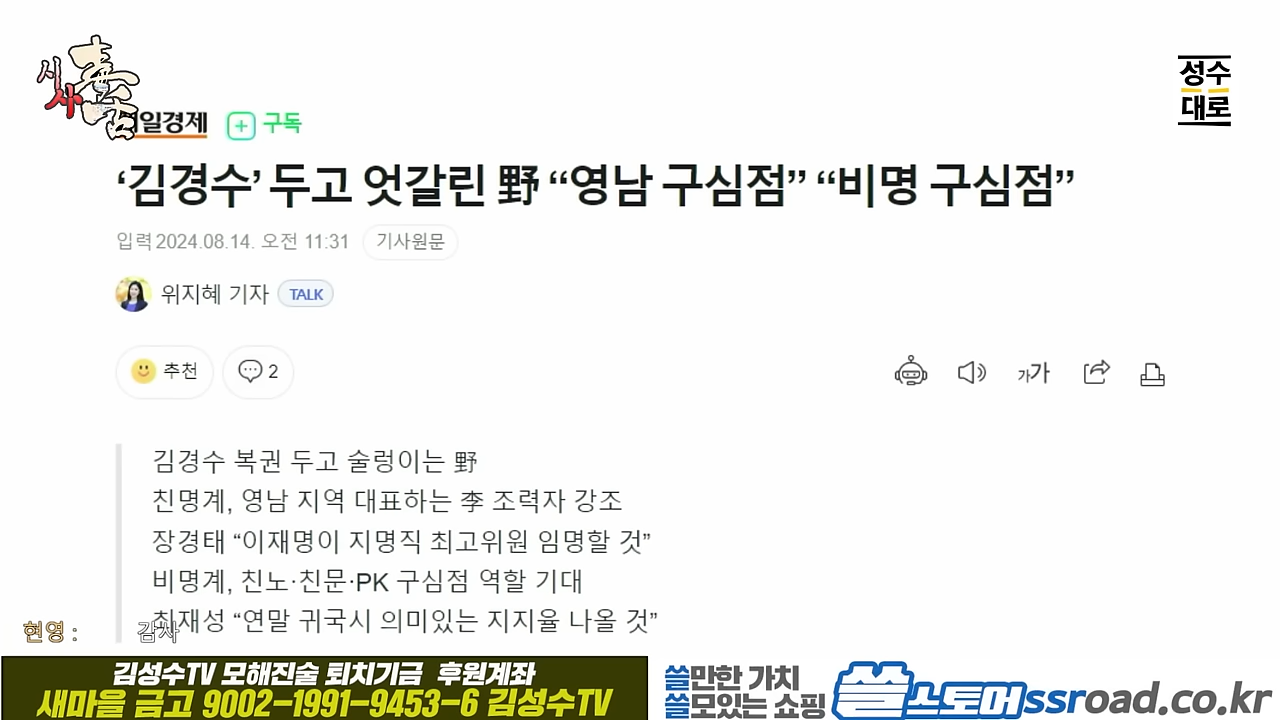 시사
성수
대로
일경제 + 구독
‘김경수’ 두고 엇갈린 野 “영남 구심점” “비명 구심점”
입력 2024.08.14. 오전 11:31 기사원문
위지혜 기자 TALK
추천 2
가가
김경수 복권 두고 술렁이는 野
친명계, 영남 지역 대표하는 李 조력자 강조
장경태 “이재명이 지명직 최고위원 임명할 것”
비명계, 친노·친문·PK 구심점 역할 기대
최재성 “연말 귀국시 의미있는 지지율 나올 것”
현영 : 감사
김성수TV 모해진술 퇴치기금 후원계좌
새마을 금고 9002-1991-9453-6 김성수TV
쓸만한 가치
쓸모있는 쇼핑
쓸스토어ssroad.co.kr